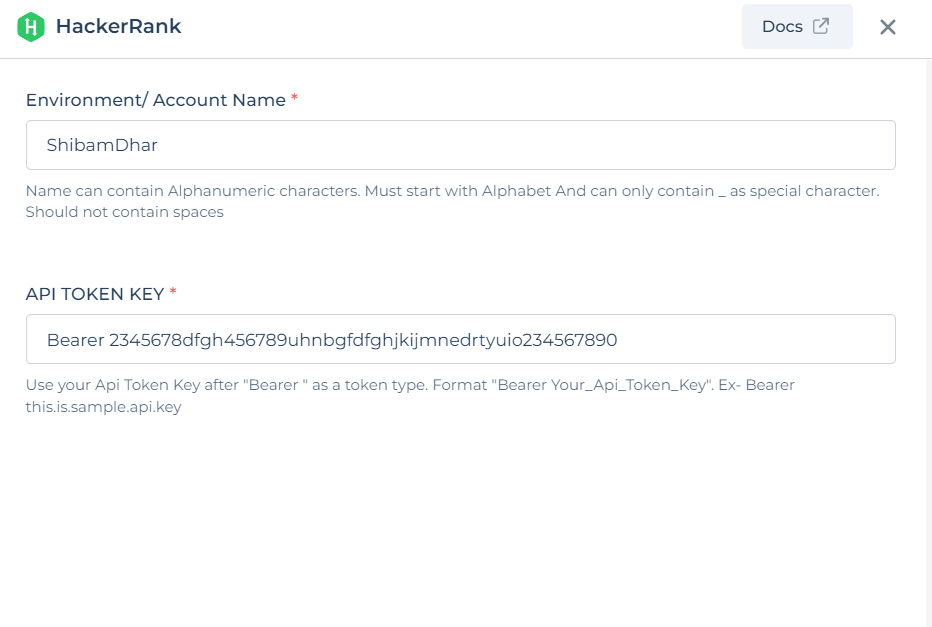 HackerRank
Docs
Environment/ Account Name *
ShibamDhar
Name can contain Alphanumeric characters. Must start with Alphabet And can only contain _ as special character.
Should not contain spaces
API TOKEN KEY *
Bearer 2345678dfgh456789uhnbgfdfghjkijmnedrtyuio234567890
Use your Api Token Key after "Bearer " as a token type. Format "Bearer Your_Api_Token_Key". Ex- Bearer
this.is.sample.api.key